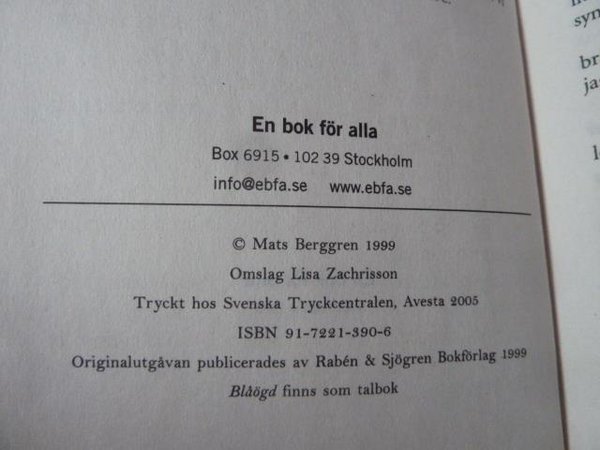 En bok för alla
Box 6915 • 102 39 Stockholm
info@ebfa.se www.ebfa.se
© Mats Berggren 1999
Omslag Lisa Zachrisson
Tryckt hos Svenska Tryckcentralen, Avesta 2005
ISBN 91-7221-390-6
Originalutgåvan publicerades av Rabén & Sjögren Bokförlag 1999
Blåögd finns som talbok